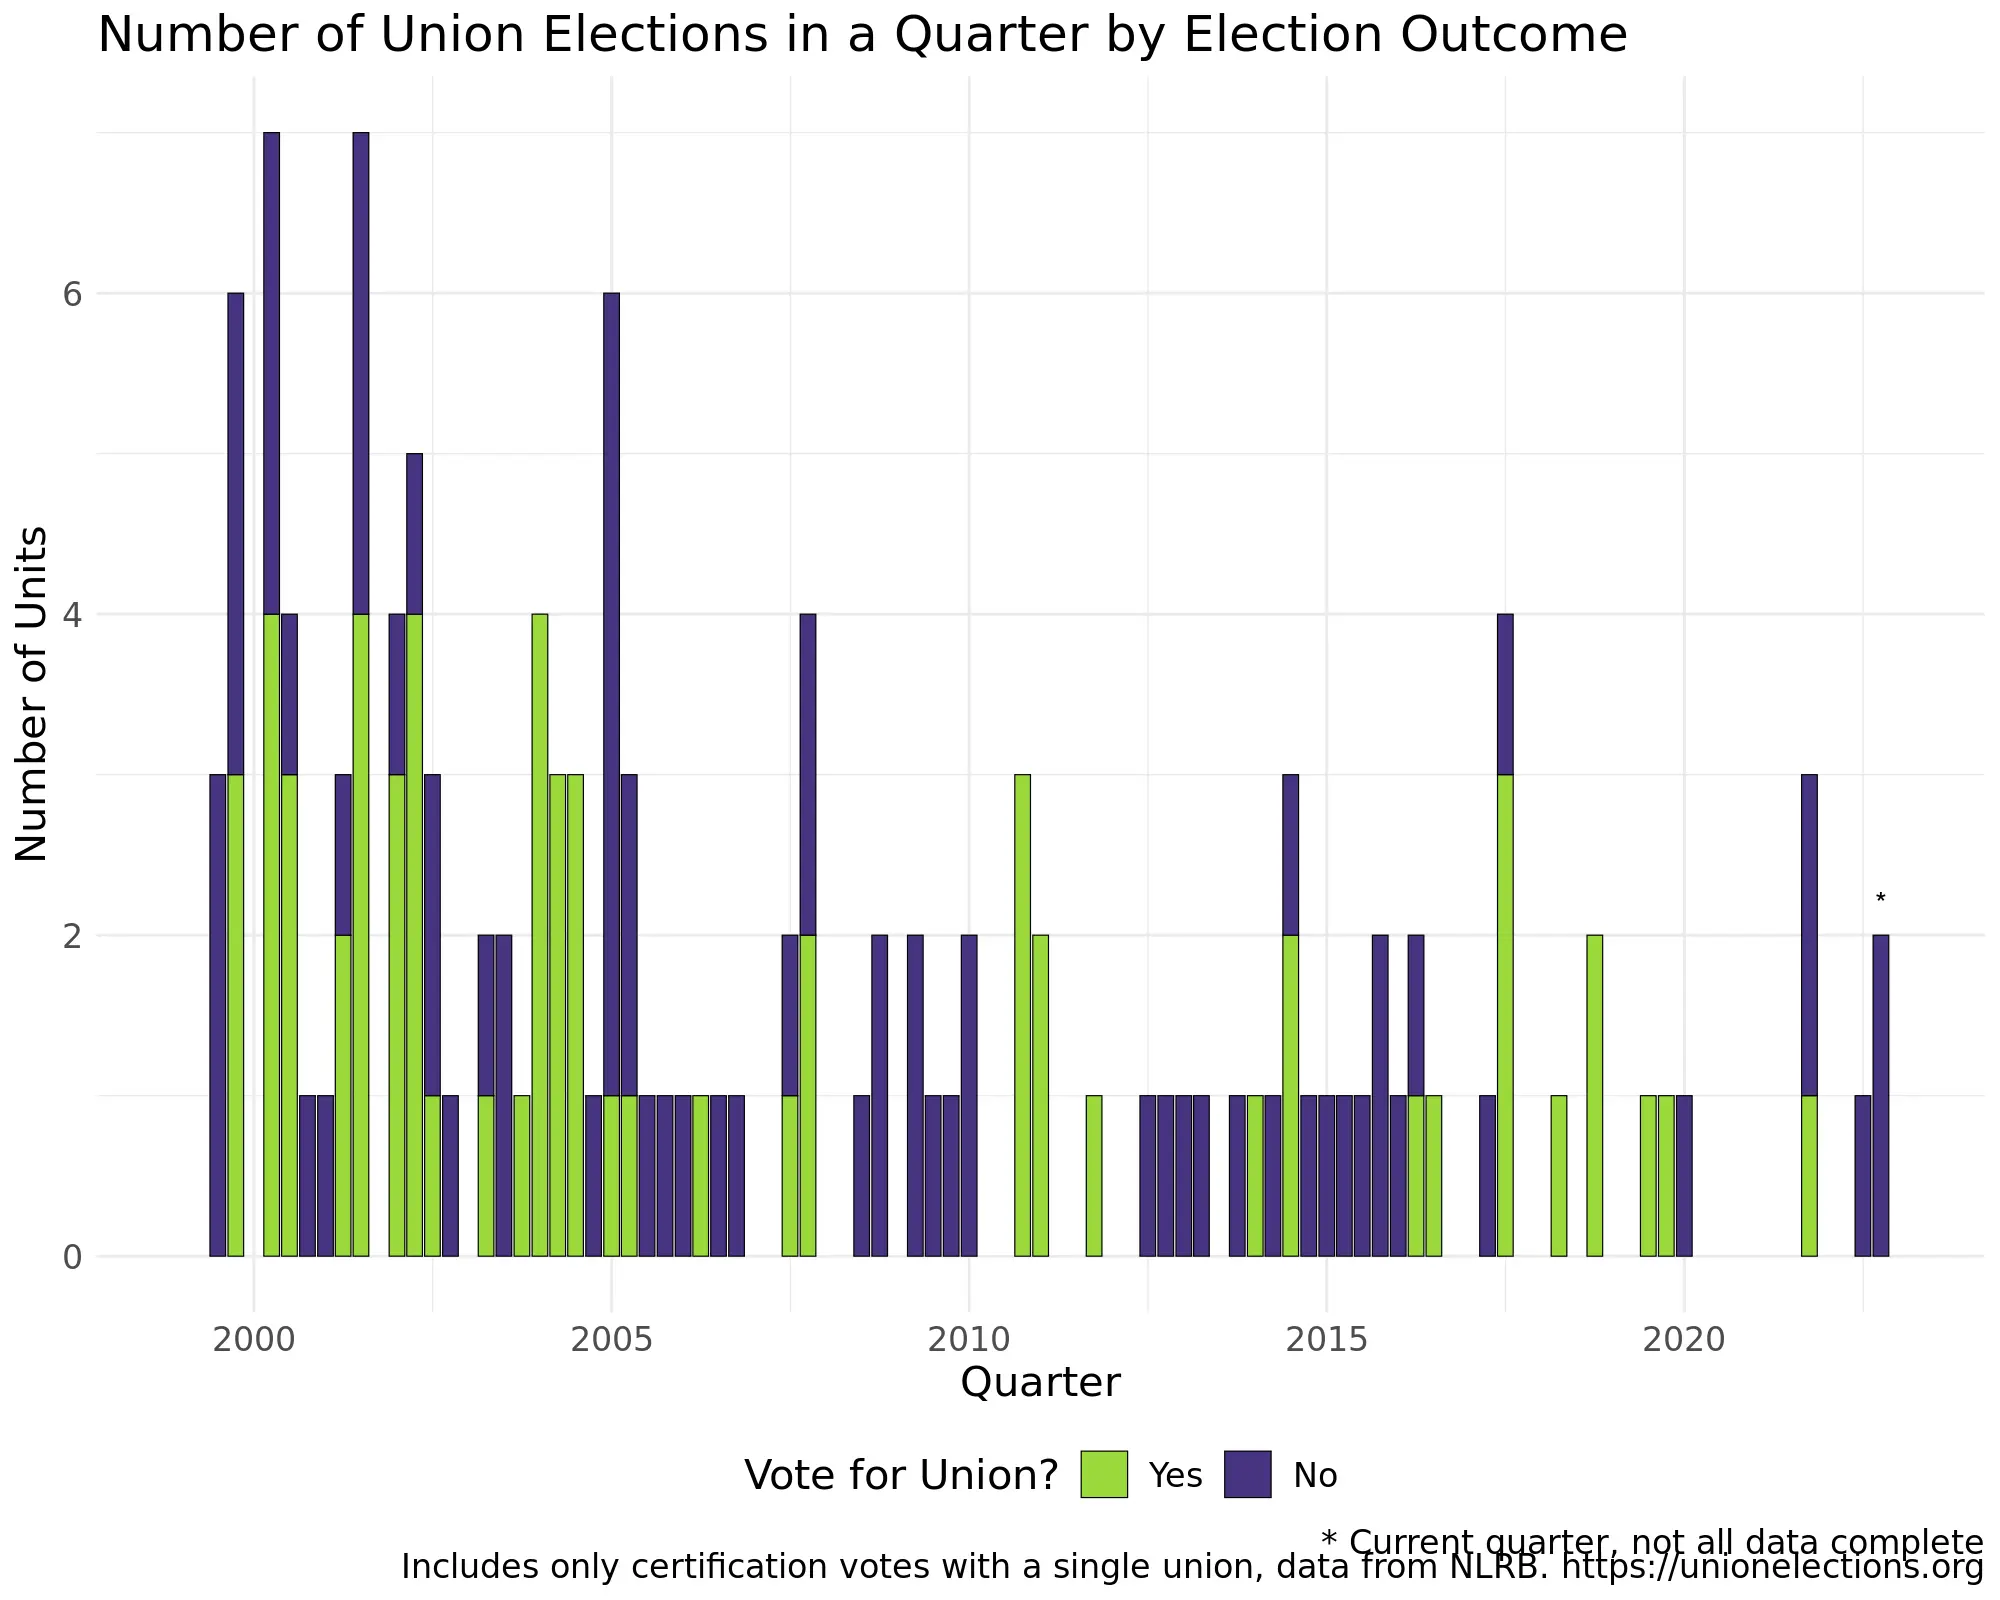 Number of Union Elections in a Quarter by Election Outcome
Number of Units
6
4
2
0
*
2000 2005 2010 2015 2020
Quarter
Vote for Union? Yes No
* Current quarter, not all data complete
Includes only certification votes with a single union, data from NLRB. https://unionelections.org